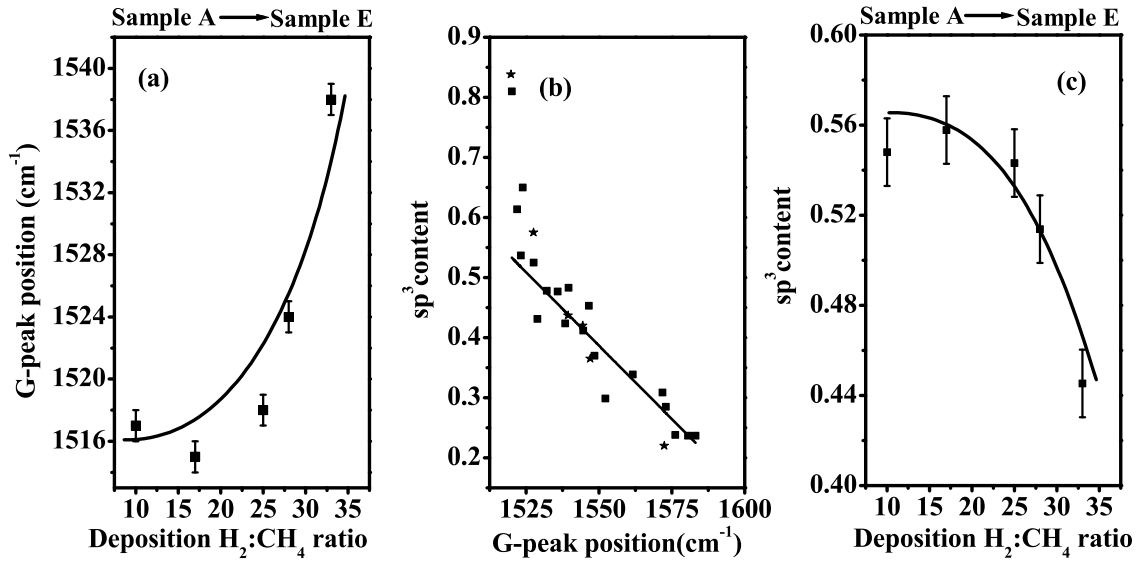 Sample A → Sample E
(a)
G-peak position (cm⁻¹)
1540
1536
1532
1528
1524
1520
1516
10 15 20 25 30 35
Deposition H₂:CH₄ ratio
(b)
sp³content
0.9
0.8
0.7
0.6
0.5
0.4
0.3
0.2
1525 1550 1575 1600
G-peak position(cm⁻¹)
Sample A → Sample E
(c)
sp³content
0.60
0.56
0.52
0.48
0.44
0.40
10 15 20 25 30 35
Deposition H₂:CH₄ ratio